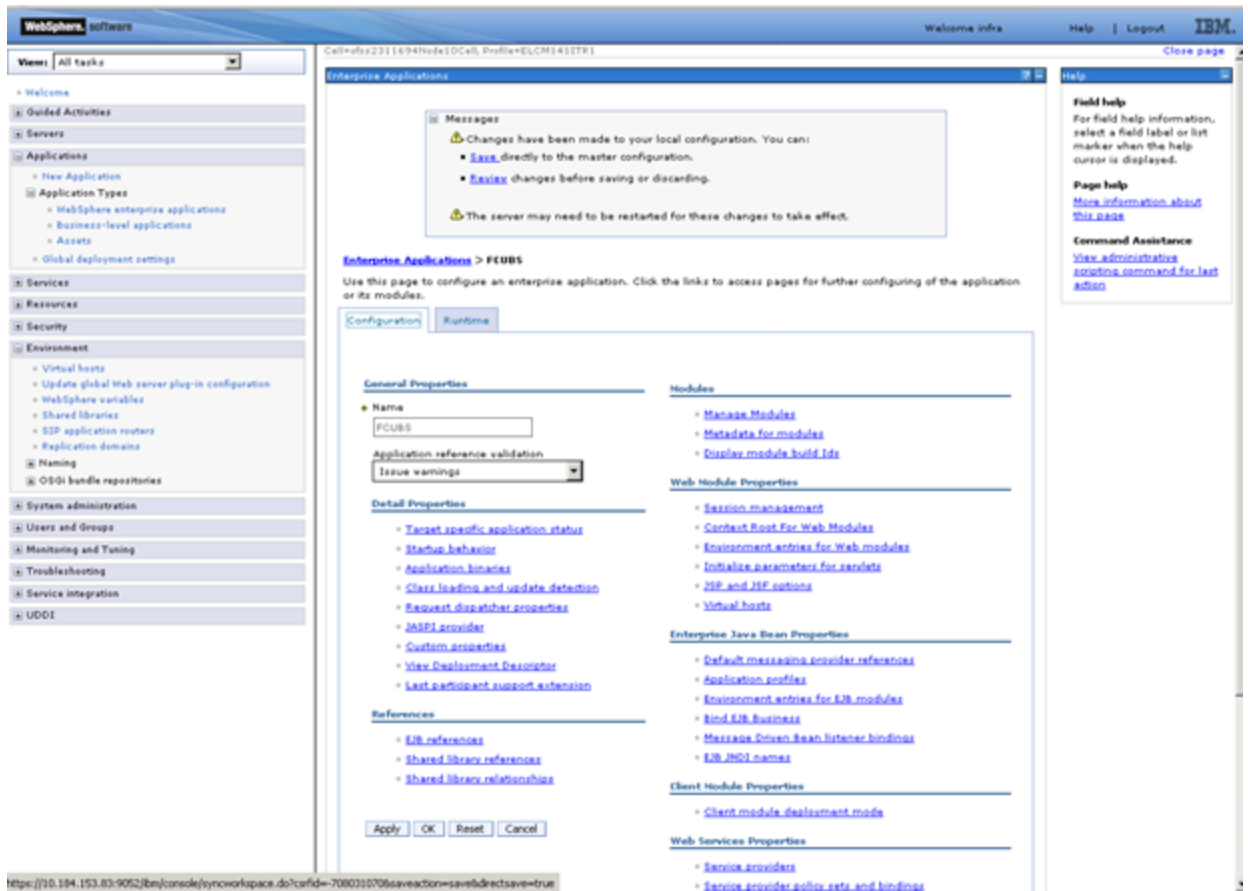 WebSphere. software
Welcome infra
Help | Logout
IBM.
View: All tasks
Welcome
Guided Activities
Servers
Applications
New Application
Application Types
WebSphere enterprise applications
Business-level applications
Assets
Global deployment settings
Services
Resources
Security
Environment
Virtual hosts
Update global Web server plug-in configuration
WebSphere variables
Shared libraries
SIP application routers
Replication domains
Naming
OSGi bundle repositories
System administration
Users and Groups
Monitoring and Tuning
Troubleshooting
Service integration
UDDI
Cell=ofss2311694Node10Cell, Profile=ELCM141ITR1
Close page
Enterprise Applications
Messages
Changes have been made to your local configuration. You can:
Save directly to the master configuration.
Review changes before saving or discarding.
The server may need to be restarted for these changes to take effect.
Enterprise Applications > FCUBS
Use this page to configure an enterprise application. Click the links to access pages for further configuring of the application
or its modules.
Configuration
Runtime
General Properties
Name
FCUBS
Application reference validation
Issue warnings
Detail Properties
Target specific application status
Startup behavior
Application binaries
Class loading and update detection
Request dispatcher properties
JASPI provider
Custom properties
View Deployment Descriptor
Last participant support extension
References
EJB references
Shared library references
Shared library relationships
Apply OK Reset Cancel
Modules
Manage Modules
Metadata for modules
Display module build Ids
Web Module Properties
Session management
Context Root For Web Modules
Environment entries for Web modules
Initialize parameters for servlets
JSP and JSF options
Virtual hosts
Enterprise Java Bean Properties
Default messaging provider references
Application profiles
Environment entries for EJB modules
Bind EJB Business
Message Driven Bean listener bindings
EJB JNDI names
Client Module Properties
Client module deployment mode
Web Services Properties
Service providers
Service provider policy sets and bindings
Help
Field help
For field help information,
select a field label or list
marker when the help
cursor is displayed.
Page help
More information about
this page
Command Assistance
View administrative
scripting command for last
action
https://10.184.153.83:9052/ibm/console/syncworkspace.do?csrfid=-708031070&saveaction=save&directsave=true